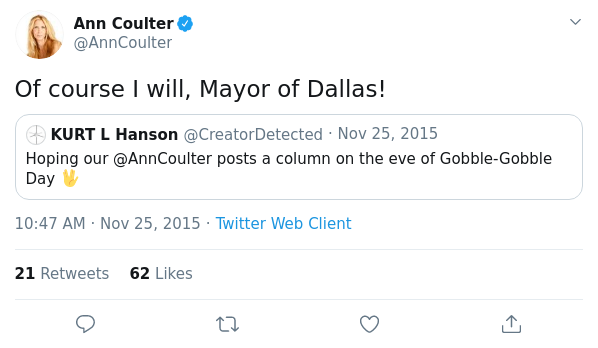 Ann Coulter
@AnnCoulter
Of course I will, Mayor of Dallas!
KURT L Hanson @CreatorDetected · Nov 25, 2015
Hoping our @AnnCoulter posts a column on the eve of Gobble-Gobble
Day 🖖
10:47 AM · Nov 25, 2015 · Twitter Web Client
21 Retweets 62 Likes